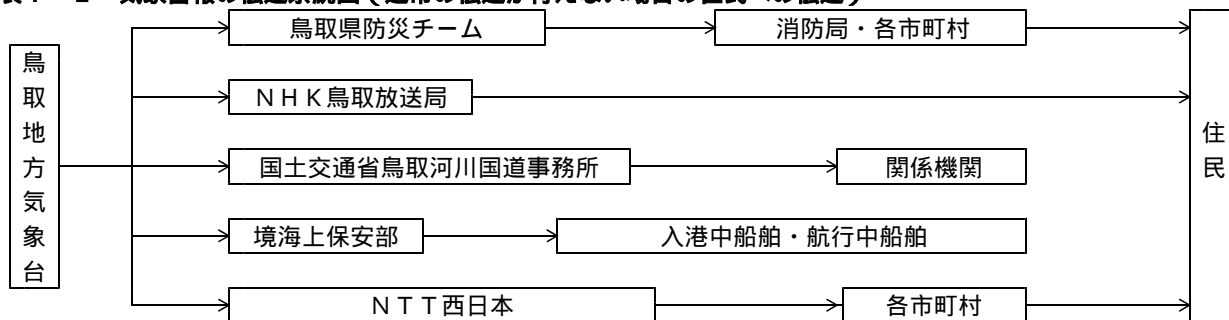 鳥取県防災チーム
消防局・各市町村
鳥取地方気象台
NHK鳥取放送局
住民
国土交通省鳥取河川国道事務所
関係機関
境海上保安部
入港中船舶・航行中船舶
NTT西日本
各市町村